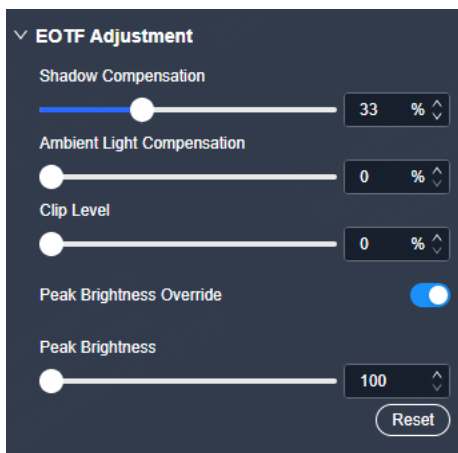 EOTF Adjustment
Shadow Compensation
33 %
Ambient Light Compensation
0 %
Clip Level
0 %
Peak Brightness Override
Peak Brightness
100
Reset